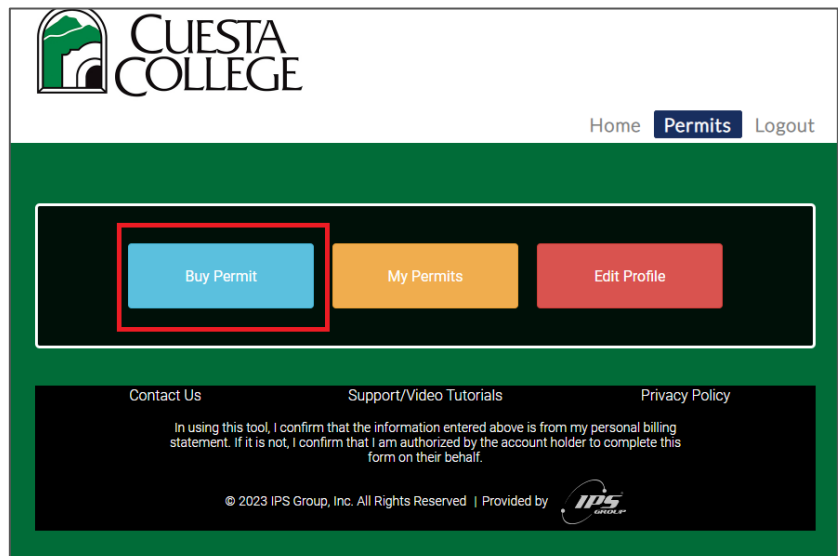 CUESTA
COLLEGE
Home Permits Logout
Buy Permit My Permits Edit Profile
Contact Us Support/Video Tutorials Privacy Policy
In using this tool, I confirm that the information entered above is from my personal billing
statement. If it is not, I confirm that I am authorized by the account holder to complete this
form on their behalf.
© 2023 IPS Group, Inc. All Rights Reserved | Provided by IPS
GROUP